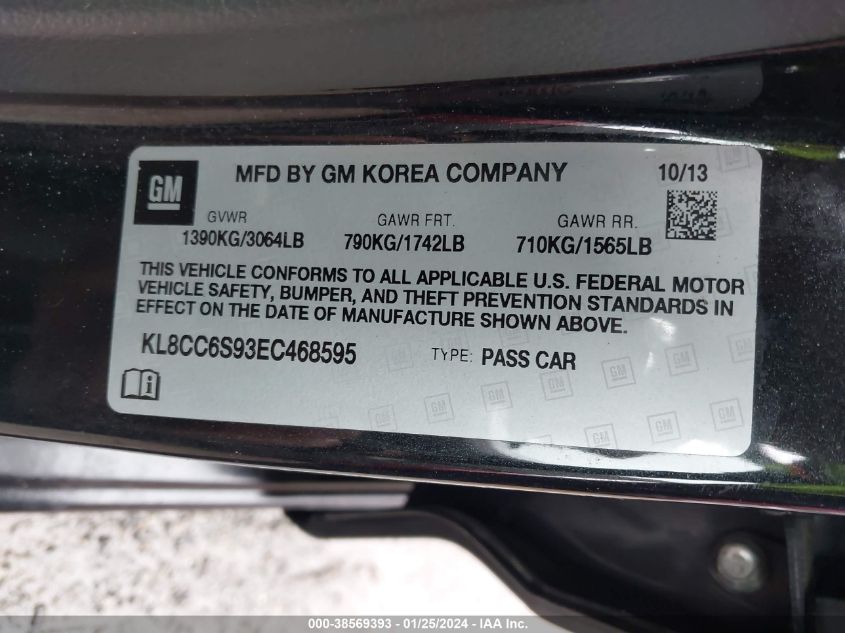 GM
MFD BY GM KOREA COMPANY 10/13
GVWR GAWR FRT. GAWR RR.
1390KG/3064LB 790KG/1742LB 710KG/1565LB
THIS VEHICLE CONFORMS TO ALL APPLICABLE U.S. FEDERAL MOTOR
VEHICLE SAFETY, BUMPER, AND THEFT PREVENTION STANDARDS IN
EFFECT ON THE DATE OF MANUFACTURE SHOWN ABOVE.
KL8CC6S93EC468595 TYPE: PASS CAR
000-38569393 - 01/25/2024 - IAA Inc.